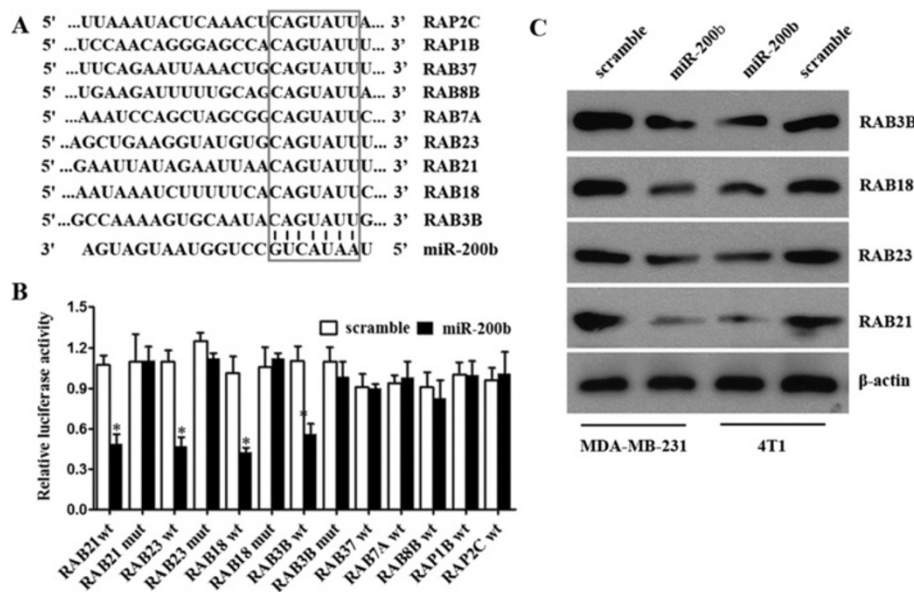 A
5' ...UUAAAUACUCAAACUCAGUAUUA... 3' RAP2C
5' ...UCCAACAGGGAGCCACAGUAUUU... 3' RAP1B
5' ...UUCAGAAUUAAACUGCAGUAUUU... 3' RAB37
5' ...UGAAGAUUUUUGCAGCAGUAUUA... 3' RAB8B
5' ...AAAUCCAGCUAGCGGCAGUAUUU... 3' RAB7A
5' ...AGCUGAAGGUAUGUGCAGUAUUU... 3' RAB23
5' ...GAAUUAUAGAAUUAACAGUAUUU... 3' RAB21
5' ...AAUAAAUCUUUUUCACAGUAUUC... 3' RAB18
5' ...GCCAAAAGUGCAAUACAGUAUUG... 3' RAB3B
3' AGUAGUAAUGGUCCGUCAUAAU 5' miR-200b
B
Relative luciferase activity
1.5
1.2
0.9
0.6
0.3
0.0
scramble miR-200b
* * * *
RAB21 wt
RAB21 mut
RAB23 wt
RAB23 mut
RAB18 wt
RAB18 mut
RAB3B wt
RAB3B mut
RAB37 wt
RAB7A wt
RAB8B wt
RAP1B wt
RAP2C wt
C
scramble miR-200b miR-200b scramble
RAB3B
RAB18
RAB23
RAB21
β-actin
MDA-MB-231 4T1